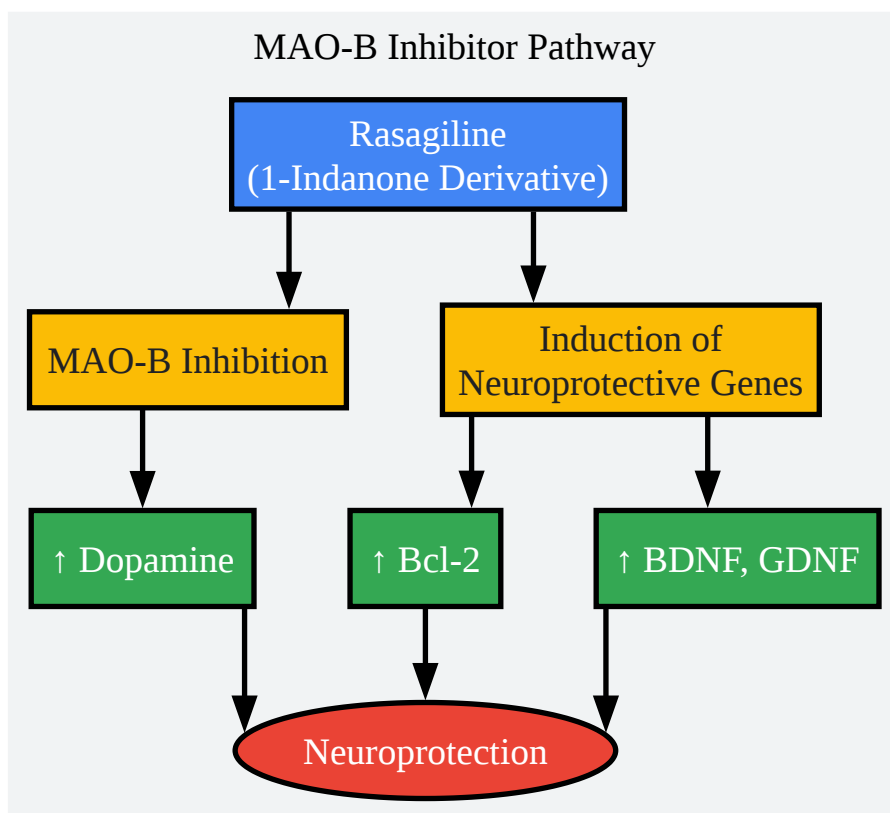 MAO-B Inhibitor Pathway
Rasagiline
(1-Indanone Derivative)
MAO-B Inhibition
Induction of
Neuroprotective Genes
↑ Dopamine
↑ Bcl-2
↑ BDNF, GDNF
Neuroprotection